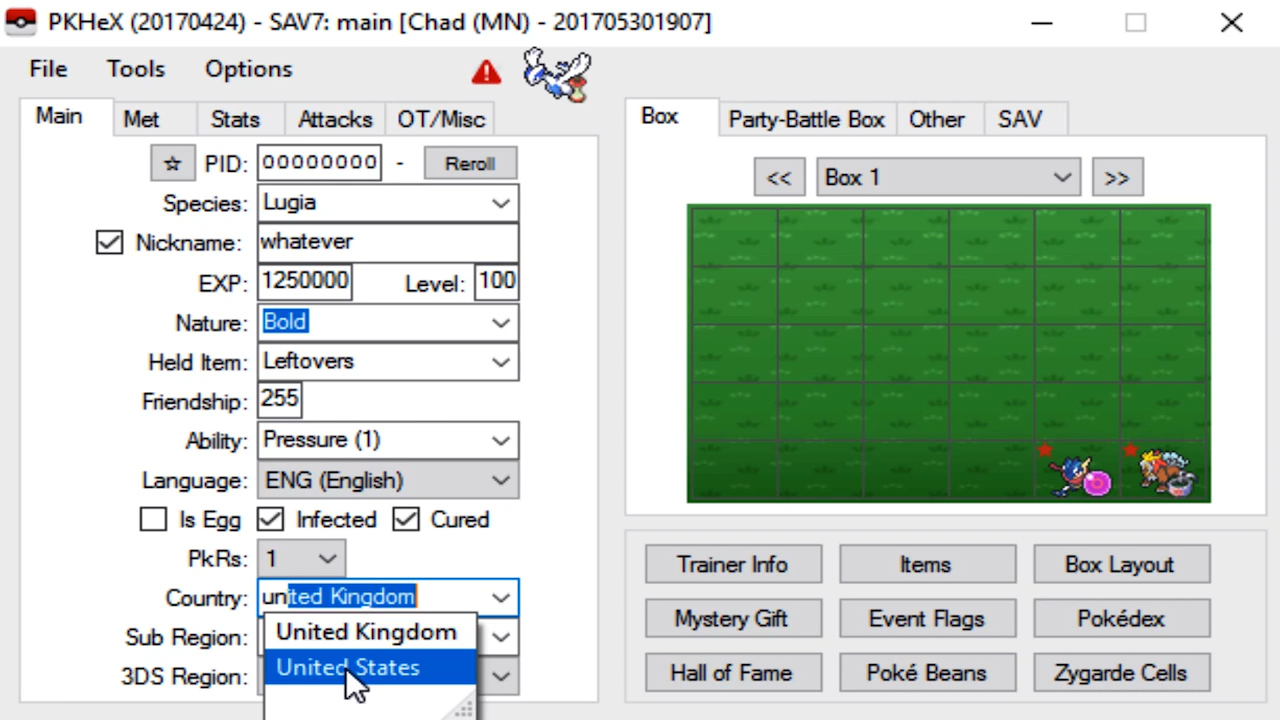 PKHeX (20170424) - SAV7: main [Chad (MN) - 201705301907]
File Tools Options
Main Met Stats Attacks OT/Misc
PID: 00000000 - Reroll
Species: Lugia
Nickname: whatever
EXP: 1250000 Level: 100
Nature: Bold
Held Item: Leftovers
Friendship: 255
Ability: Pressure (1)
Language: ENG (English)
Is Egg Infected Cured
PkRs: 1
Country: united Kingdom
United Kingdom
Sub Region:
United States
3DS Region:
Box Party-Battle Box Other SAV
<< Box 1 >>
Trainer Info Items Box Layout
Mystery Gift Event Flags Pokédex
Hall of Fame Poké Beans Zygarde Cells